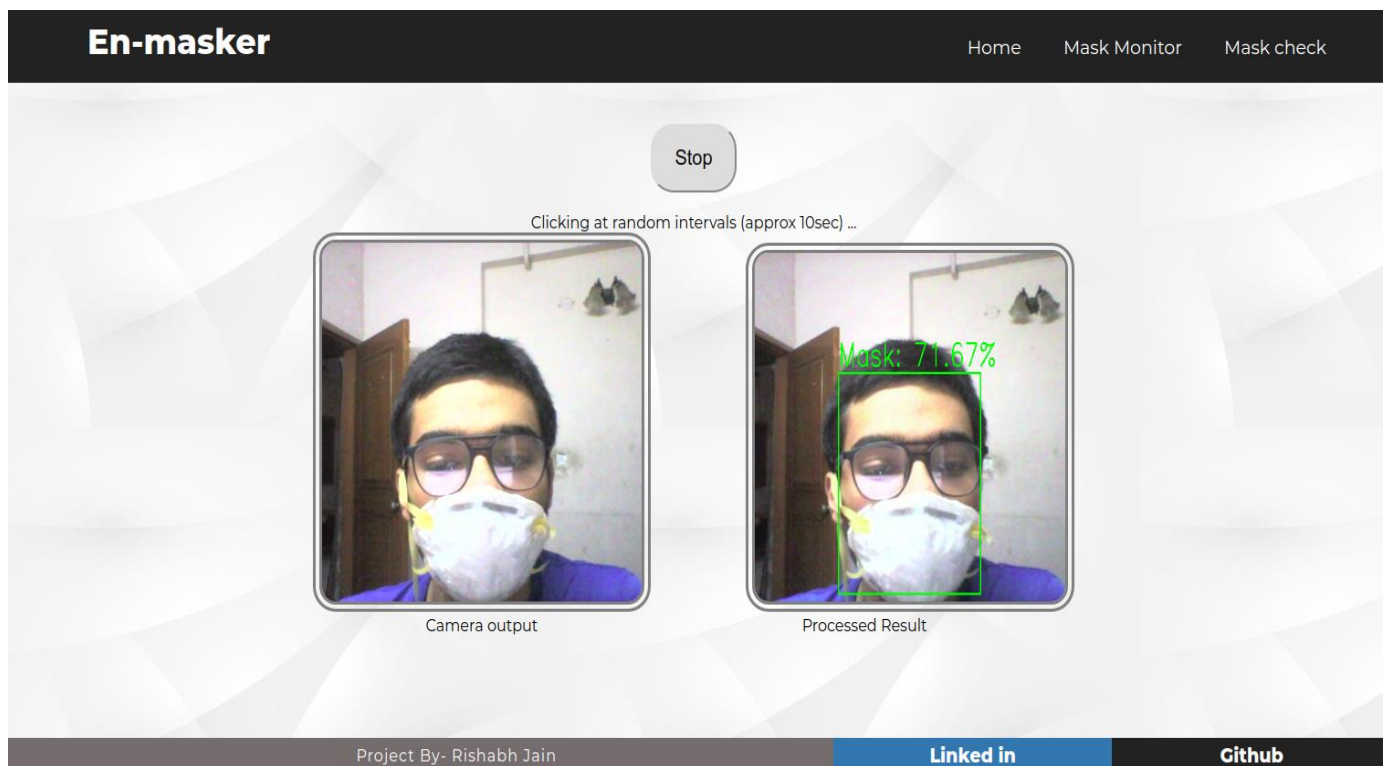 En-masker
Home Mask Monitor Mask check
Stop
Clicking at random intervals (approx 10sec) ...
Mask: 71.67%
Camera output
Processed Result
Project By- Rishabh Jain
Linked in
Github